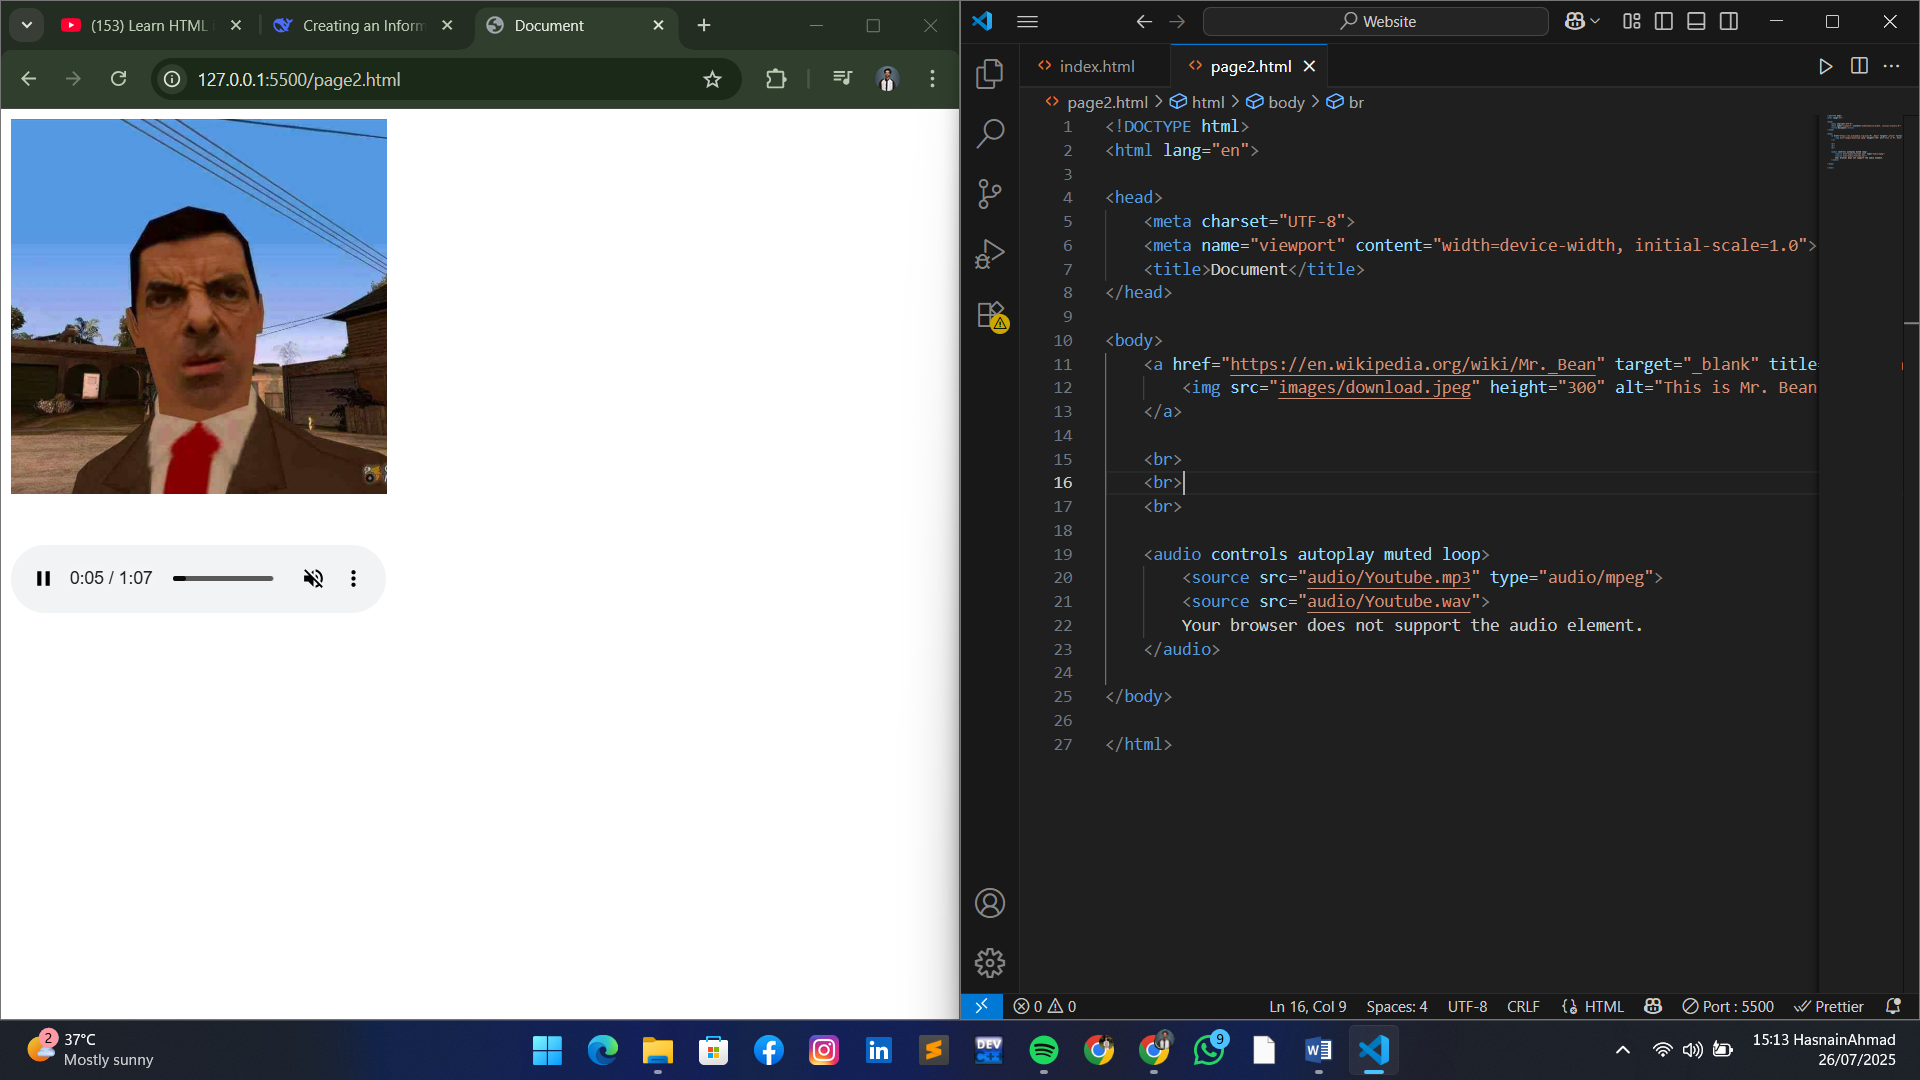 (153) Learn HTML
Creating an Inform
Document
127.0.0.1:5500/page2.html
0:05 / 1:07
Website
index.html
page2.html
page2.html > html > body > br
1 <!DOCTYPE html>
2 <html lang="en">
3
4 <head>
5 <meta charset="UTF-8">
6 <meta name="viewport" content="width=device-width, initial-scale=1.0">
7 <title>Document</title>
8 </head>
9
10 <body>
11 <a href="https://en.wikipedia.org/wiki/Mr._Bean" target="_blank" title
12 <img src="images/download.jpeg" height="300" alt="This is Mr. Bean
13 </a>
14
15 <br>
16 <br>
17 <br>
18
19 <audio controls autoplay muted loop>
20 <source src="audio/Youtube.mp3" type="audio/mpeg">
21 <source src="audio/Youtube.wav">
22 Your browser does not support the audio element.
23 </audio>
24
25 </body>
26
27 </html>
0 0
Ln 16, Col 9
Spaces: 4
UTF-8
CRLF
HTML
Port : 5500
Prettier
2
37°C
Mostly sunny
in
DEV
9
W
15:13 HasnainAhmad
26/07/2025